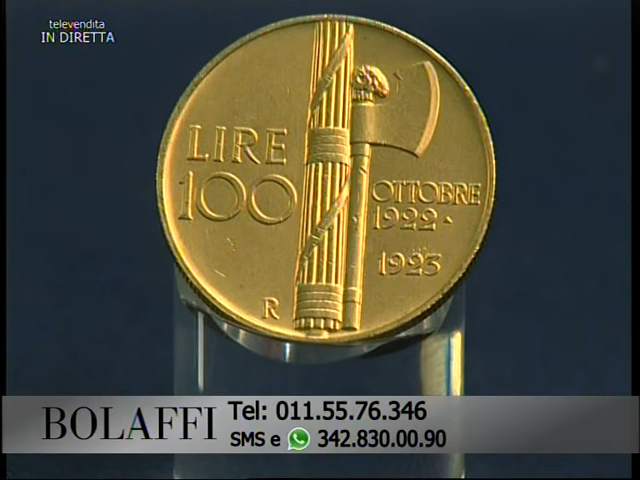 televendita
IN DIRETTA
LIRE
100
OTTOBRE
1922
1923
R
BOLAFFI
Tel: 011.55.76.346
SMS e 342.830.00.90